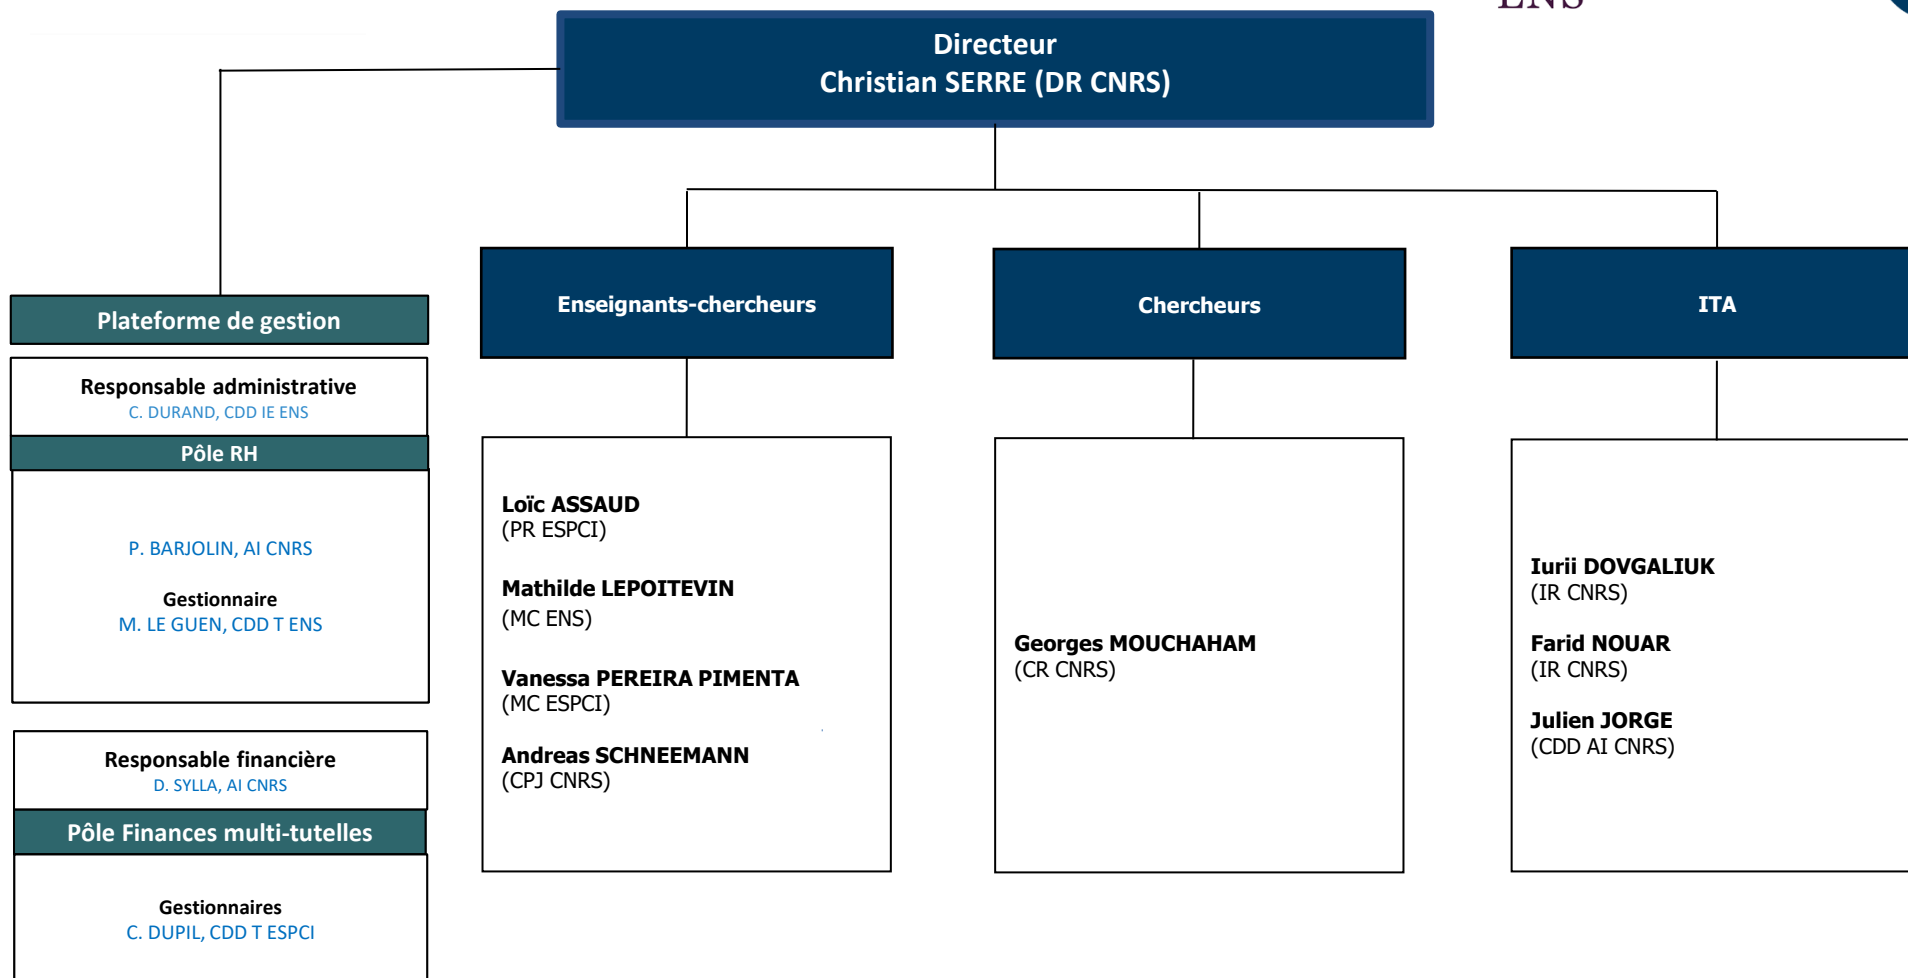 ENS
Directeur
Christian SERRE (DR CNRS)
Plateforme de gestion
Responsable administrative
C. DURAND, CDD IE ENS
Pôle RH
P. BARJOLIN, AI CNRS
Gestionnaire
M. LE GUEN, CDD T ENS
Responsable financière
D. SYLLA, AI CNRS
Pôle Finances multi-tutelles
Gestionnaires
C. DUPIL, CDD T ESPCI
Enseignants-chercheurs
Loïc ASSAUD
(PR ESPCI)
Mathilde LEPOITEVIN
(MC ENS)
Vanessa PEREIRA PIMENTA
(MC ESPCI)
Andreas SCHNEEMANN
(CPJ CNRS)
Chercheurs
Georges MOUCHAHAM
(CR CNRS)
ITA
Iurii DOVGALIUK
(IR CNRS)
Farid NOUAR
(IR CNRS)
Julien JORGE
(CDD AI CNRS)